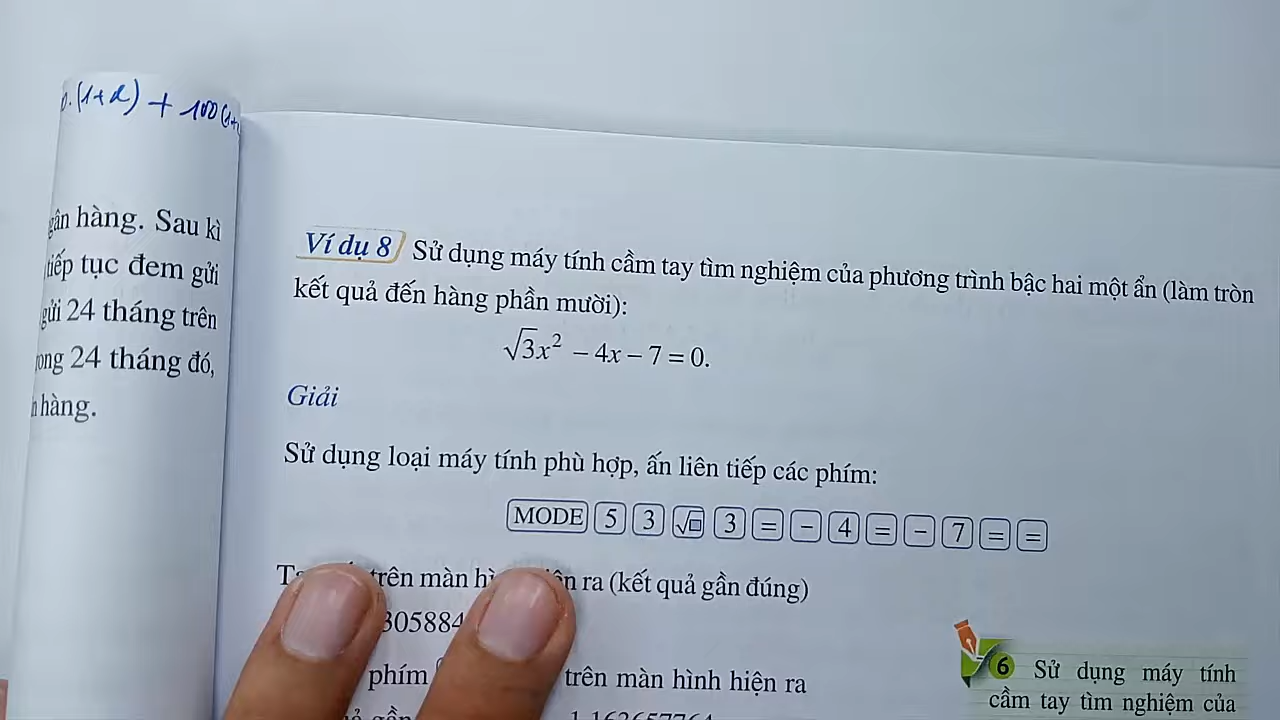 .(1+x) + 100(1+
gân hàng. Sau kì
tiếp tục đem gửi
gửi 24 tháng trên
rong 24 tháng đó,
n hàng.
Ví dụ 8 Sử dụng máy tính cầm tay tìm nghiệm của phương trình bậc hai một ẩn (làm tròn
kết quả đến hàng phần mười):
√3x² − 4x − 7 = 0.
Giải
Sử dụng loại máy tính phù hợp, ấn liên tiếp các phím:
MODE 5 3 √□ 3 = − 4 = − 7 = =
trên màn ra (kết quả gần đúng)
305884
phím trên màn hình hiện ra
1,162657764
6 Sử dụng máy tính
cầm tay tìm nghiệm của